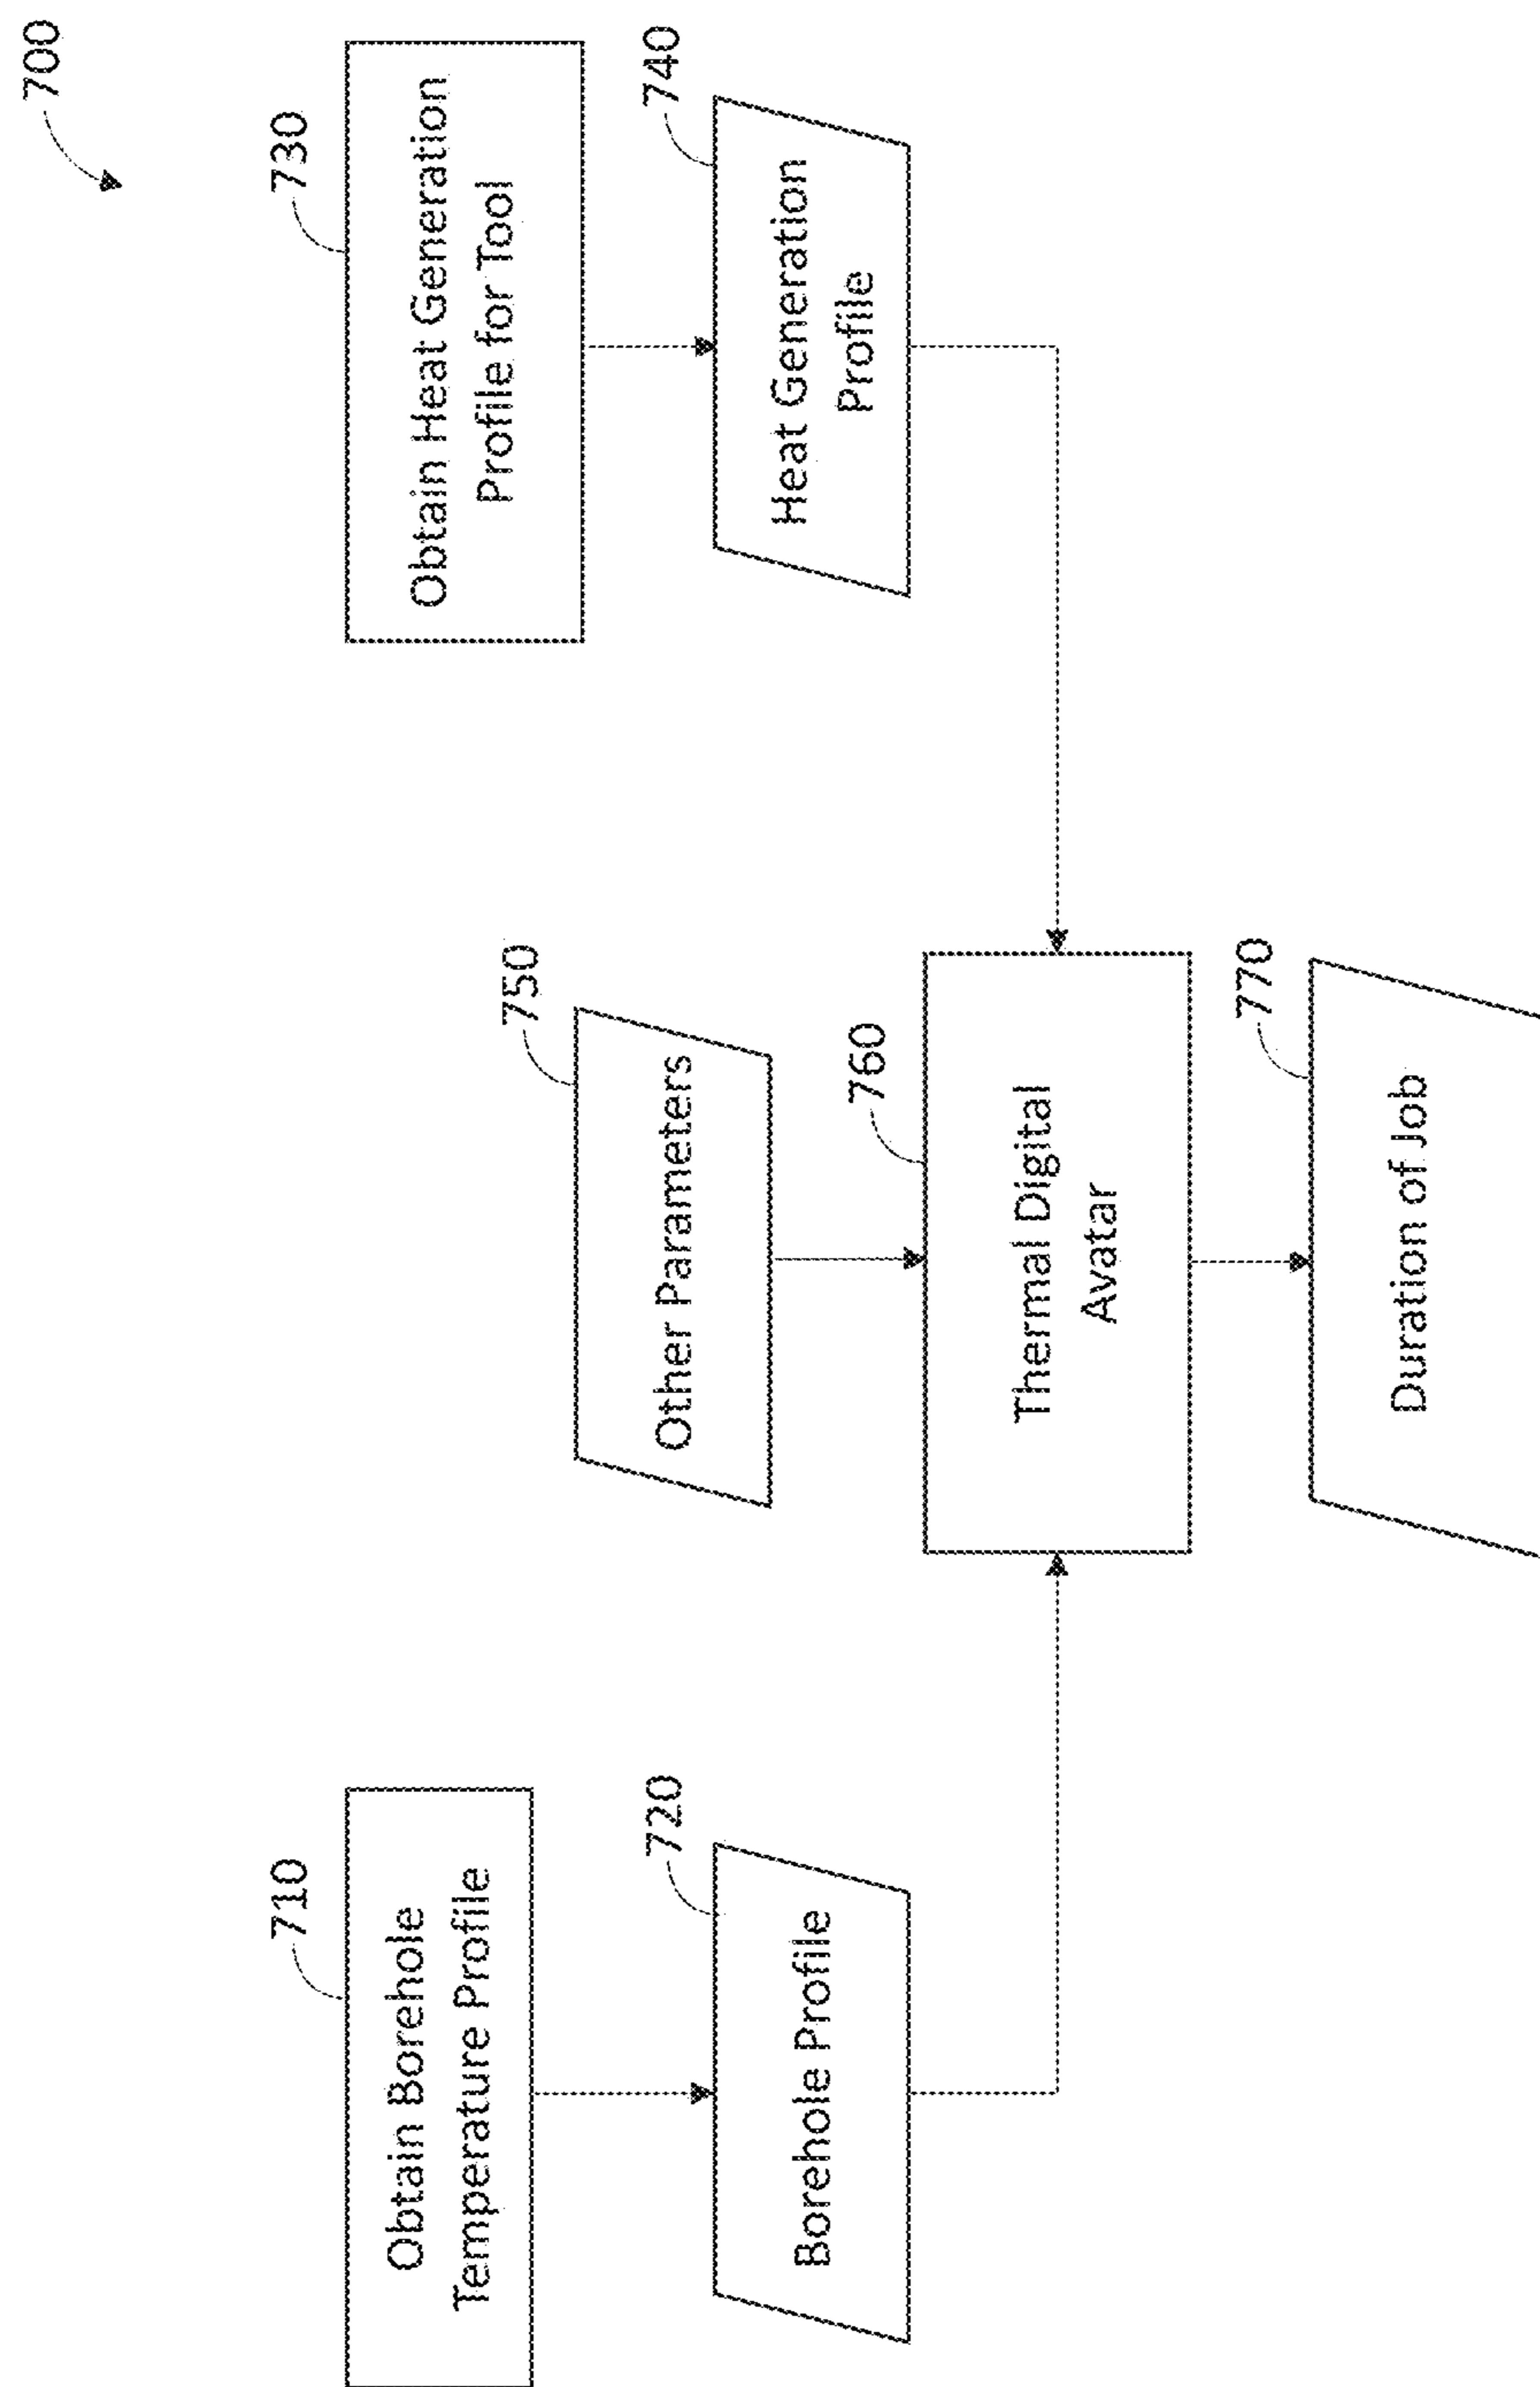 700
710
Obtain Borehole
Temperature Profile
730
Obtain Heat Generation
Profile for Tool
720
Borehole Profile
750
Other Parameters
740
Heat Generation
Profile
760
Thermal Digital
Avatar
770
Duration of Job